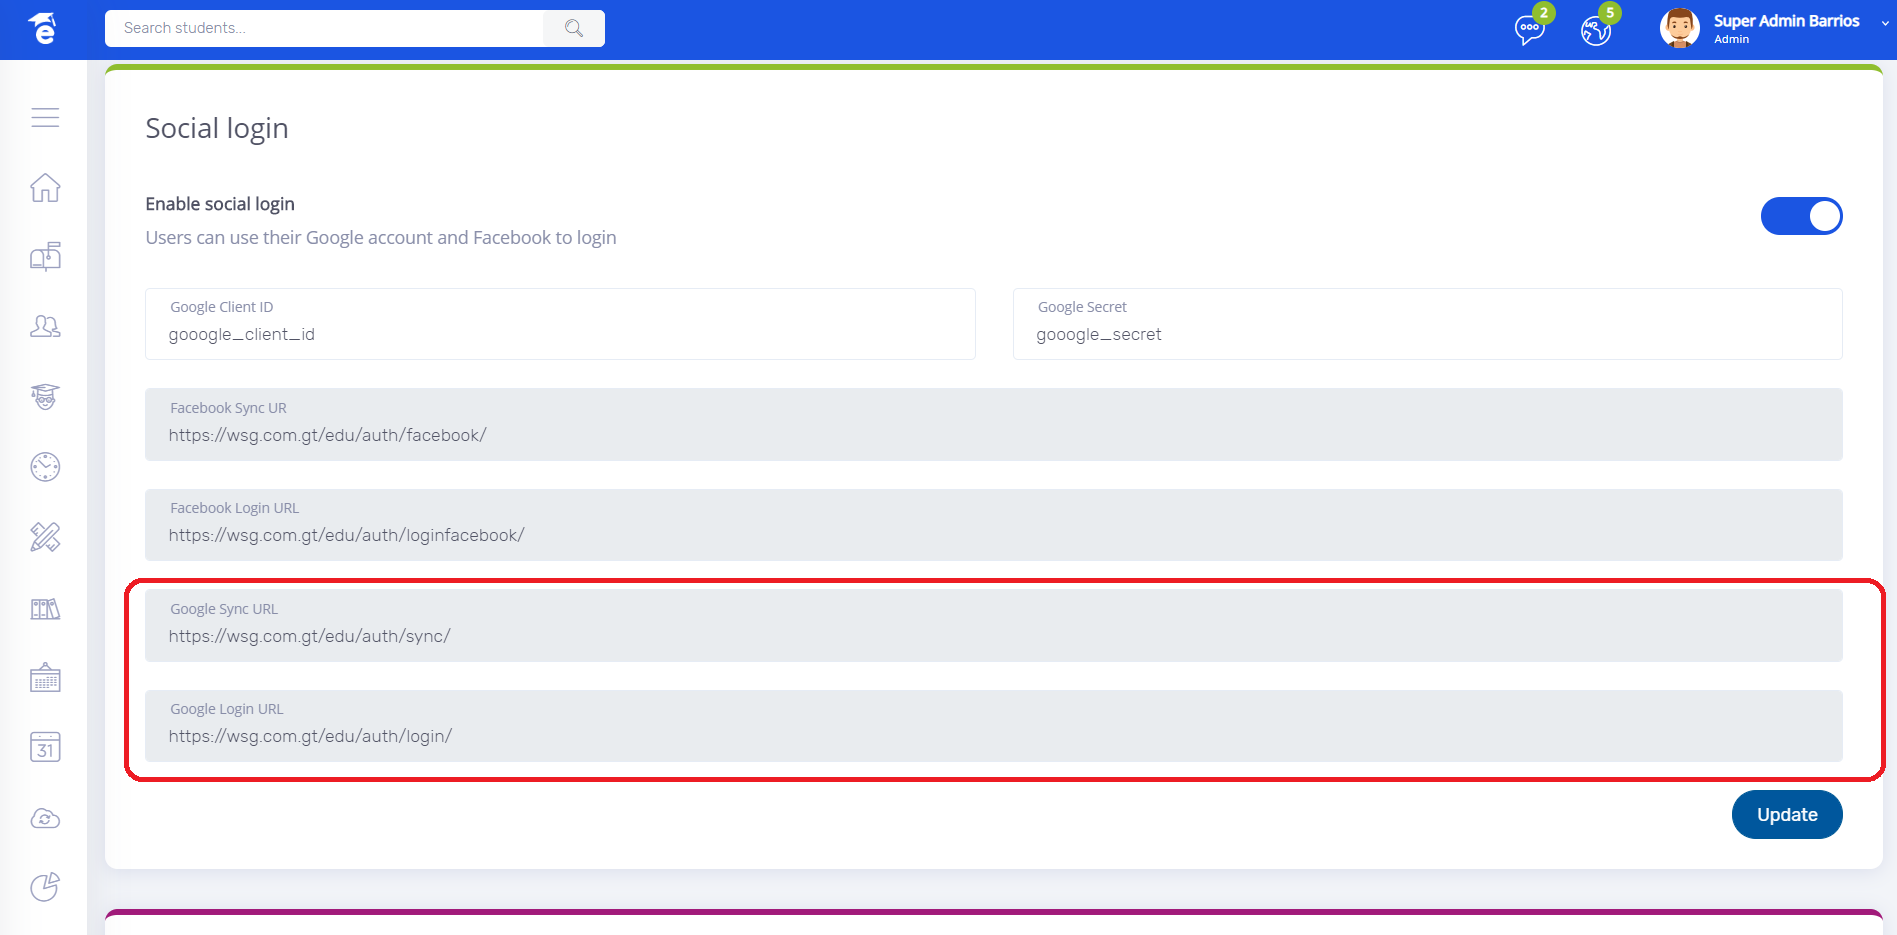 Search students...
2
5
Super Admin Barrios
Admin
Social login
Enable social login
Users can use their Google account and Facebook to login
Google Client ID
gooogle_client_id
Google Secret
gooogle_secret
Facebook Sync UR
https://wsg.com.gt/edu/auth/facebook/
Facebook Login URL
https://wsg.com.gt/edu/auth/loginfacebook/
Google Sync URL
https://wsg.com.gt/edu/auth/sync/
Google Login URL
https://wsg.com.gt/edu/auth/login/
31
Update